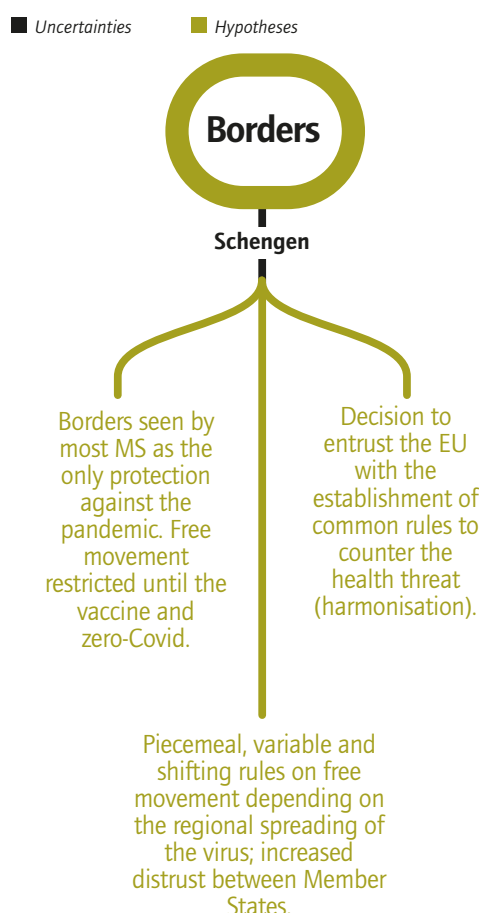 Uncertainties
Hypotheses
Borders
Schengen
Borders seen by
most MS as the
only protection
against the
pandemic. Free
movement
restricted until the
vaccine and
zero-Covid.
Decision to
entrust the EU
with the
establishment of
common rules to
counter the
health threat
(harmonisation).
Piecemeal, variable and
shifting rules on free
movement depending on
the regional spreading of
the virus; increased
distrust between Member
States.